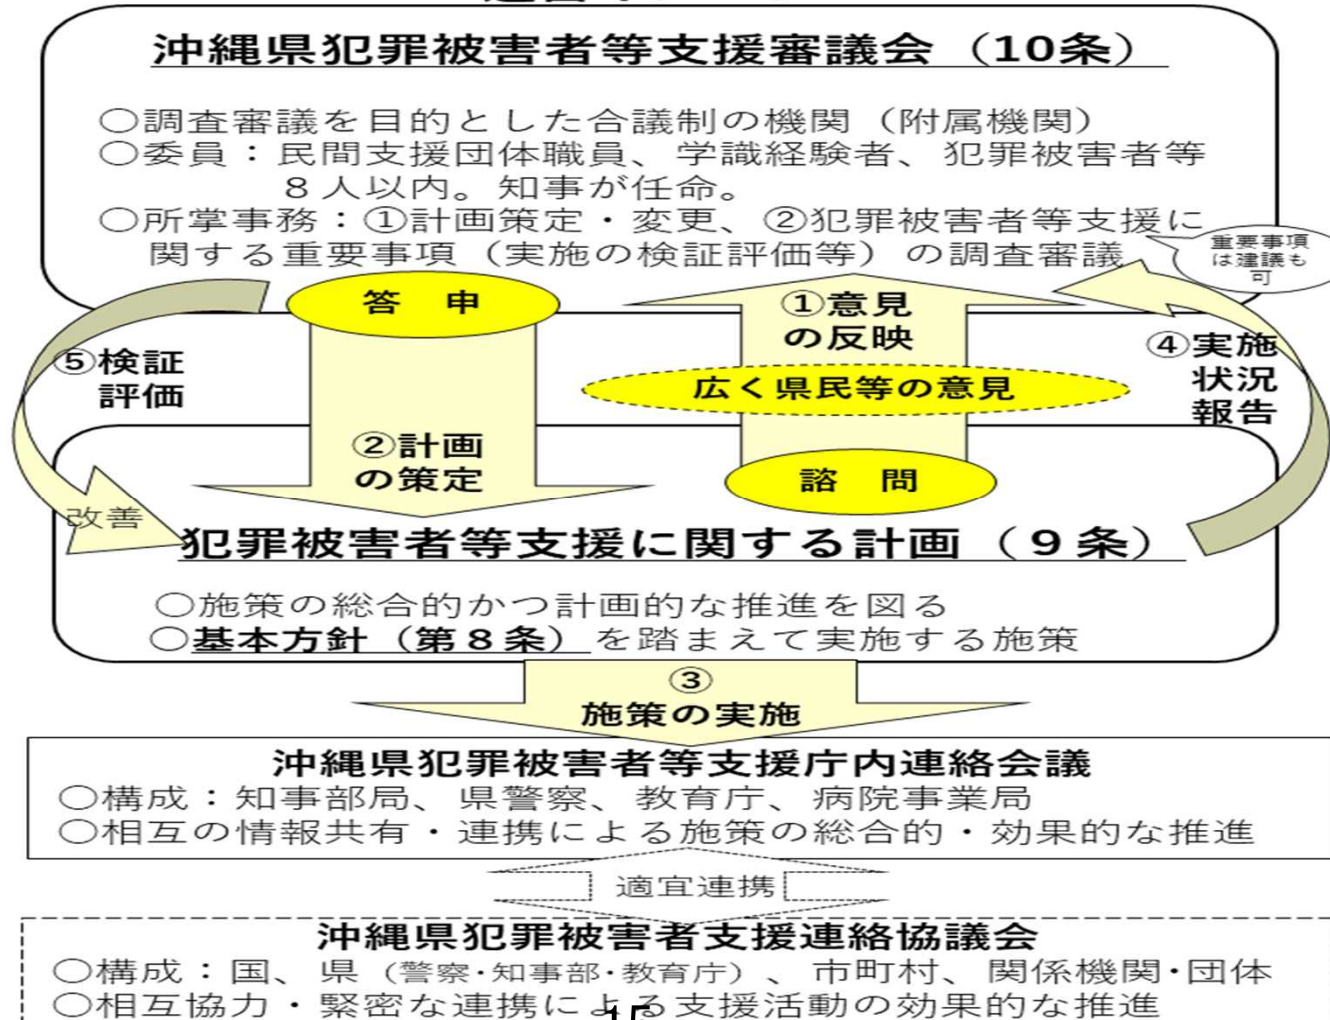 沖縄県犯罪被害者等支援審議会（10条）
○調査審議を目的とした合議制の機関（附属機関）
○委員：民間支援団体職員、学識経験者、犯罪被害者等
８人以内。知事が任命。
○所掌事務：①計画策定・変更、②犯罪被害者等支援に
関する重要事項（実施の検証評価等）の調査審議
重要事項
は建議も
可
答　申
①意見
の反映
⑤検証
評価
④実施
状況
報告
広く県民等の意見
②計画
の策定
諮　問
改善
犯罪被害者等支援に関する計画（９条）
○施策の総合的かつ計画的な推進を図る
○基本方針（第８条）を踏まえて実施する施策
③
施策の実施
沖縄県犯罪被害者等支援庁内連絡会議
○構成：知事部局、県警察、教育庁、病院事業局
○相互の情報共有・連携による施策の総合的・効果的な推進
適宜連携
沖縄県犯罪被害者支援連絡協議会
○構成：国、県（警察･知事部･教育庁）、市町村、関係機関･団体
○相互協力・緊密な連携による支援活動の効果的な推進
15